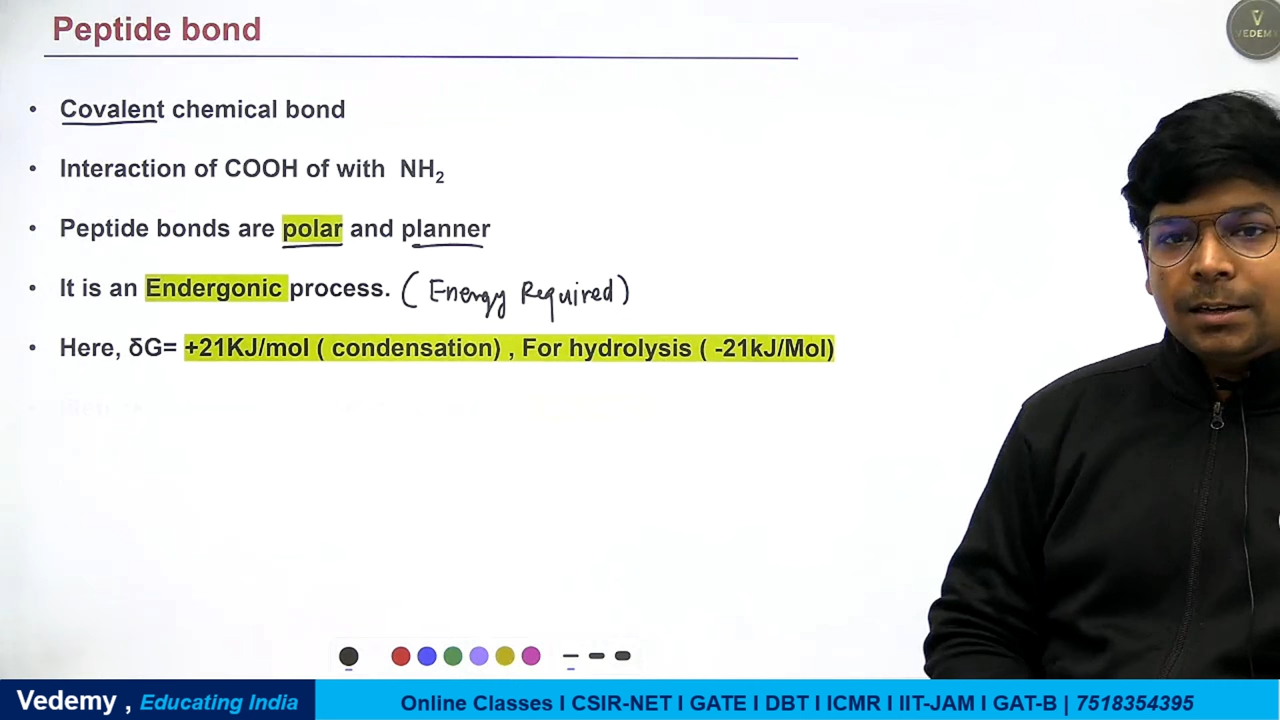 Peptide bond
V
VEDEMY
• Covalent chemical bond
• Interaction of COOH of with NH₂
• Peptide bonds are polar and planner
• It is an Endergonic process. (Energy Required)
• Here, δG= +21KJ/mol ( condensation) , For hydrolysis ( -21kJ/Mol)
Vedemy , Educating India
Online Classes I CSIR-NET I GATE I DBT I ICMR I IIT-JAM I GAT-B | 7518354395